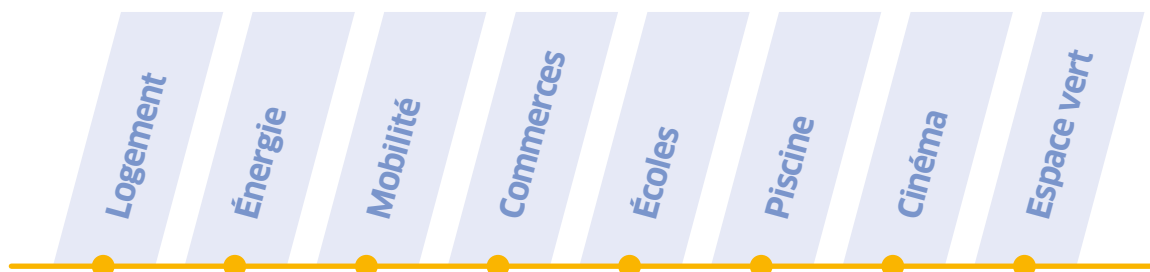 Logement
Énergie
Mobilité
Commerces
Écoles
Piscine
Cinéma
Espace vert